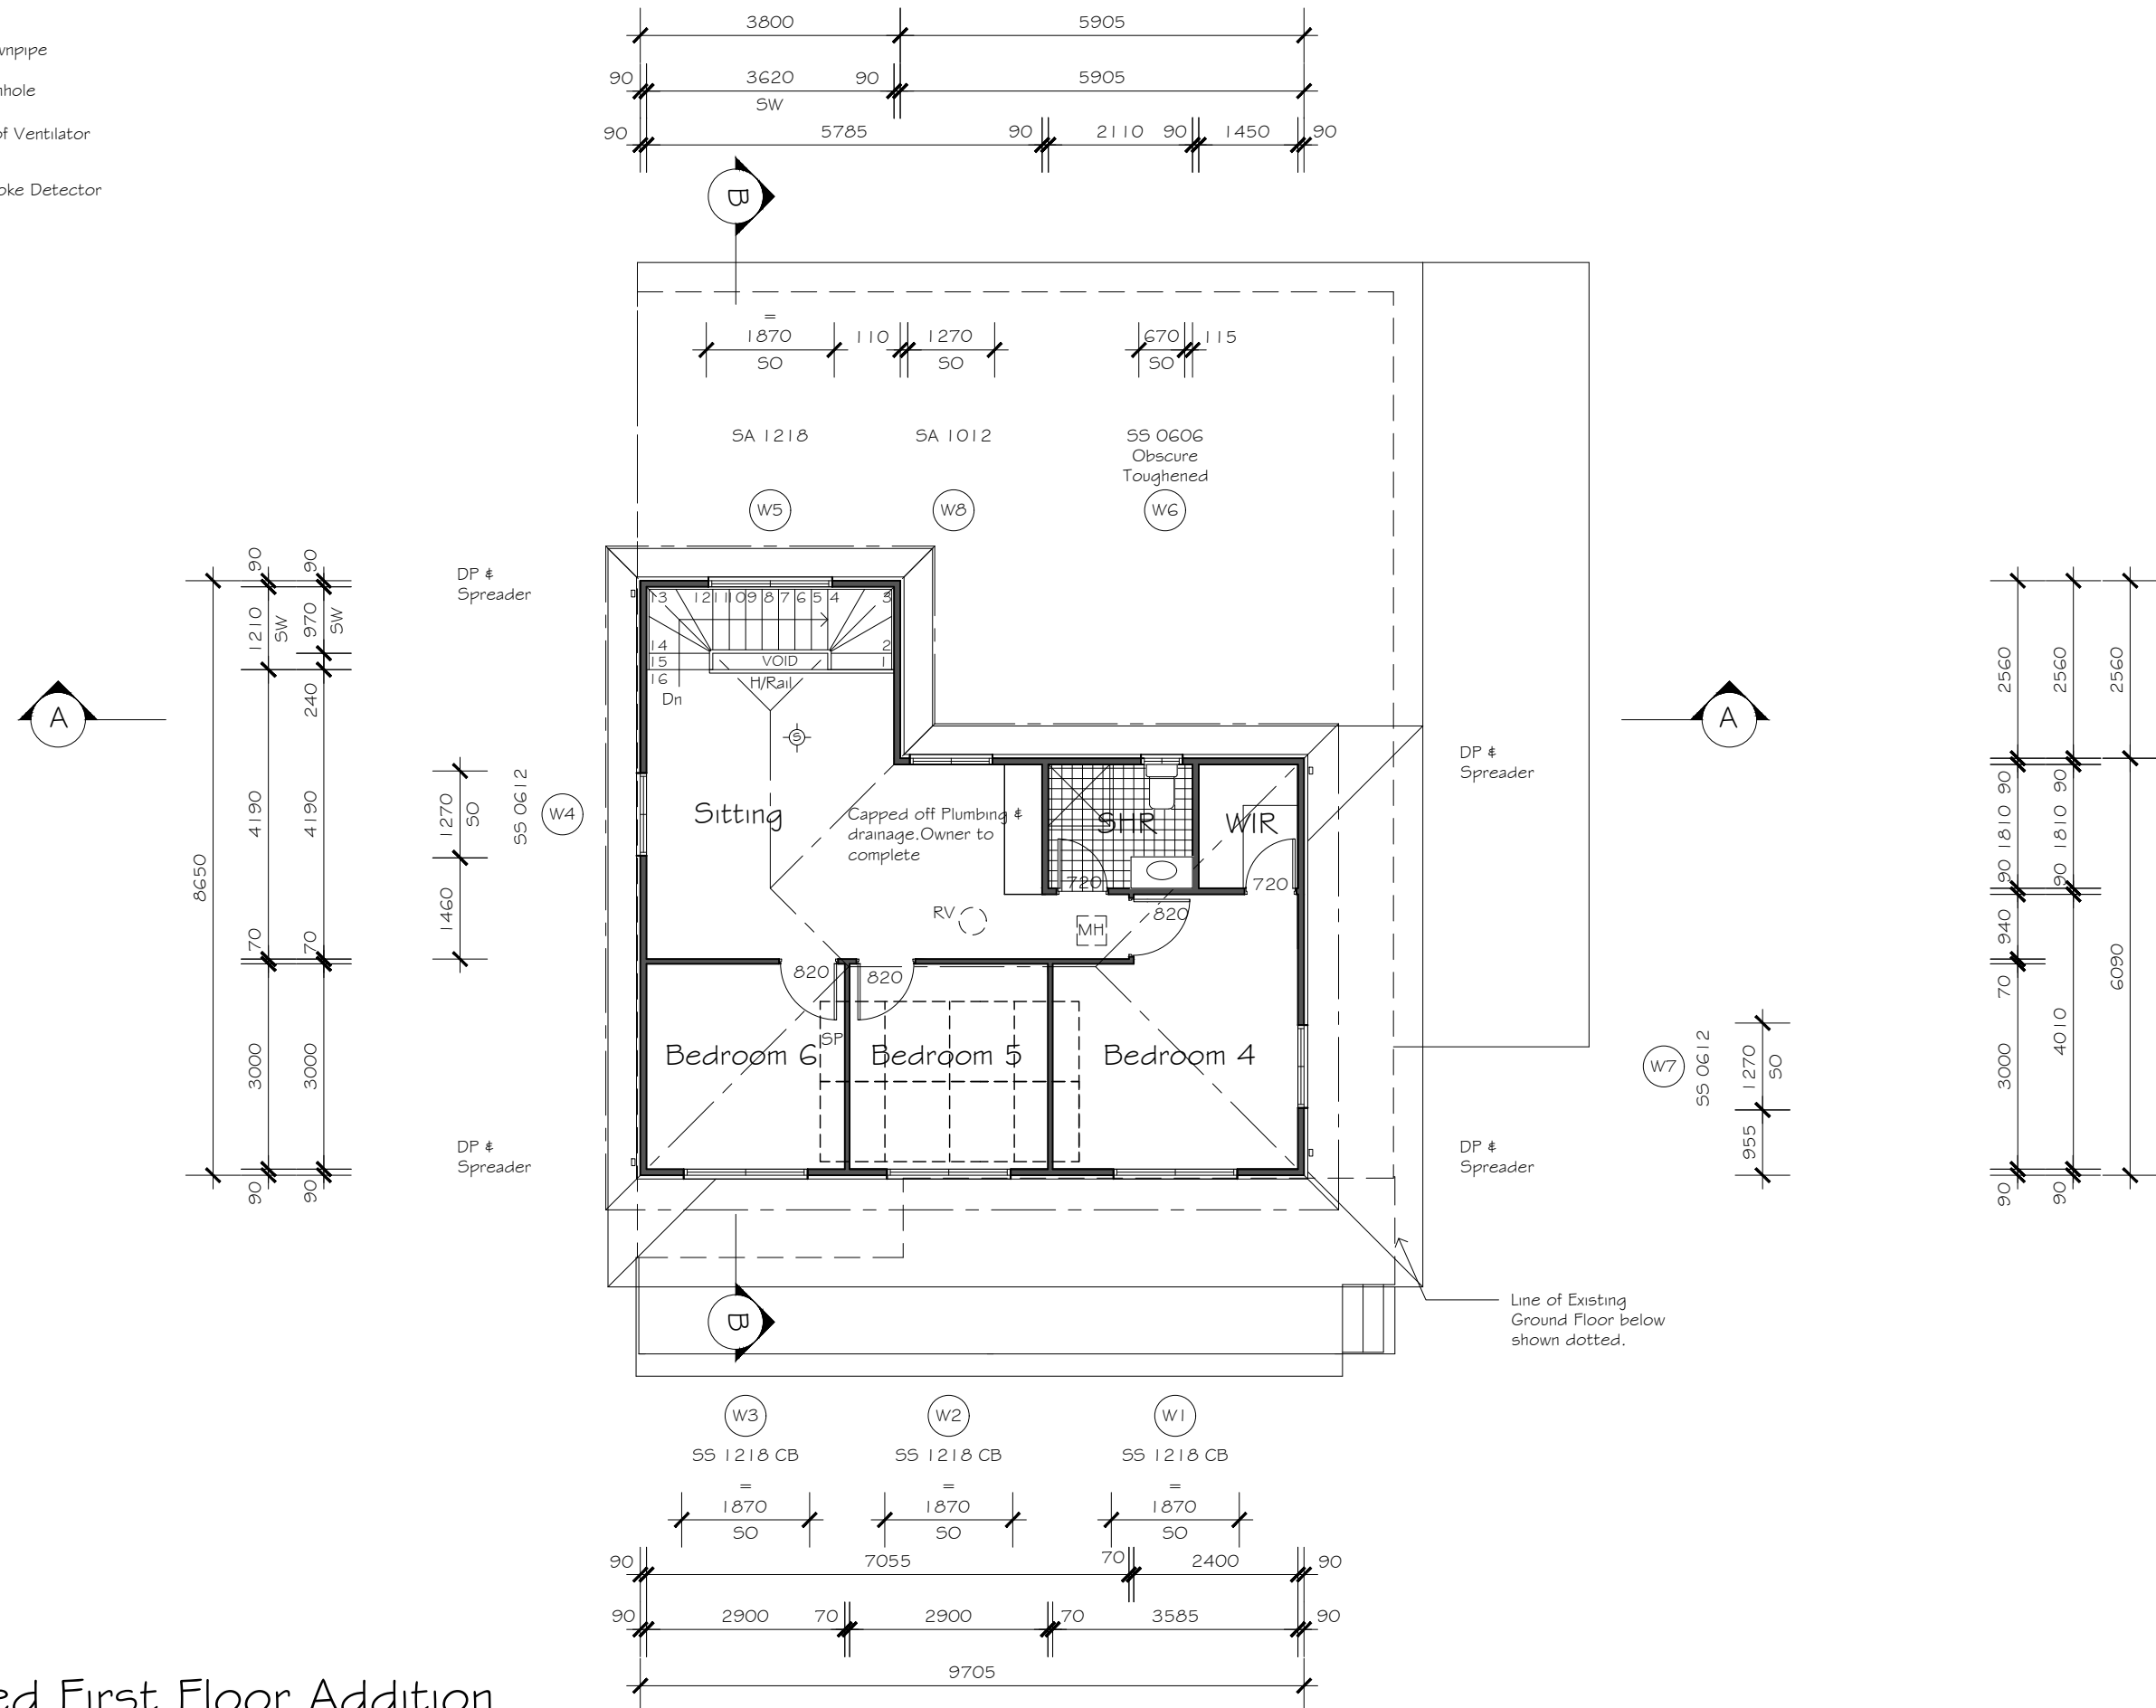 3800 5905
wnpipe
90 3620 90 5905
nhole
SW
90 5785 90 2110 90 1450 90
of Ventilator
oke Detector
B
=
1870 110 1270 670 115
SO SO SO
SA 1218 SA 1012 SS 0606
Obscure
Toughened
W5 W8 W6
90 90
DP &
Spreader
1210 SW 970 SW
13 12 11 10 9 8 7 6 5 4 3
14 2
15 VOID 1
16 H/Rail
Dn
240
2560 2560 2560
A A
S
DP &
Spreader
1270 SO SS 0612 W4
4190 4190
Sitting
Capped off Plumbing &
drainage.Owner to
complete
SHR WIR
720 720
90 1810 90 90 1810 90
8650
1460
RV MH 820
70 70
820 820
940
70
6090
SP
Bedroom 6 Bedroom 5 Bedroom 4
3000 3000
W7 SS 0612 1270 SO
955
3000 4010
DP &
Spreader
DP &
Spreader
90 90
90 90
B
Line of Existing
Ground Floor below
shown dotted.
W3 W2 W1
SS 1218 CB SS 1218 CB SS 1218 CB
= = =
1870 1870 1870
SO SO SO
90 7055 70 2400 90
90 2900 70 2900 70 3585 90
9705
ed First Floor Addition